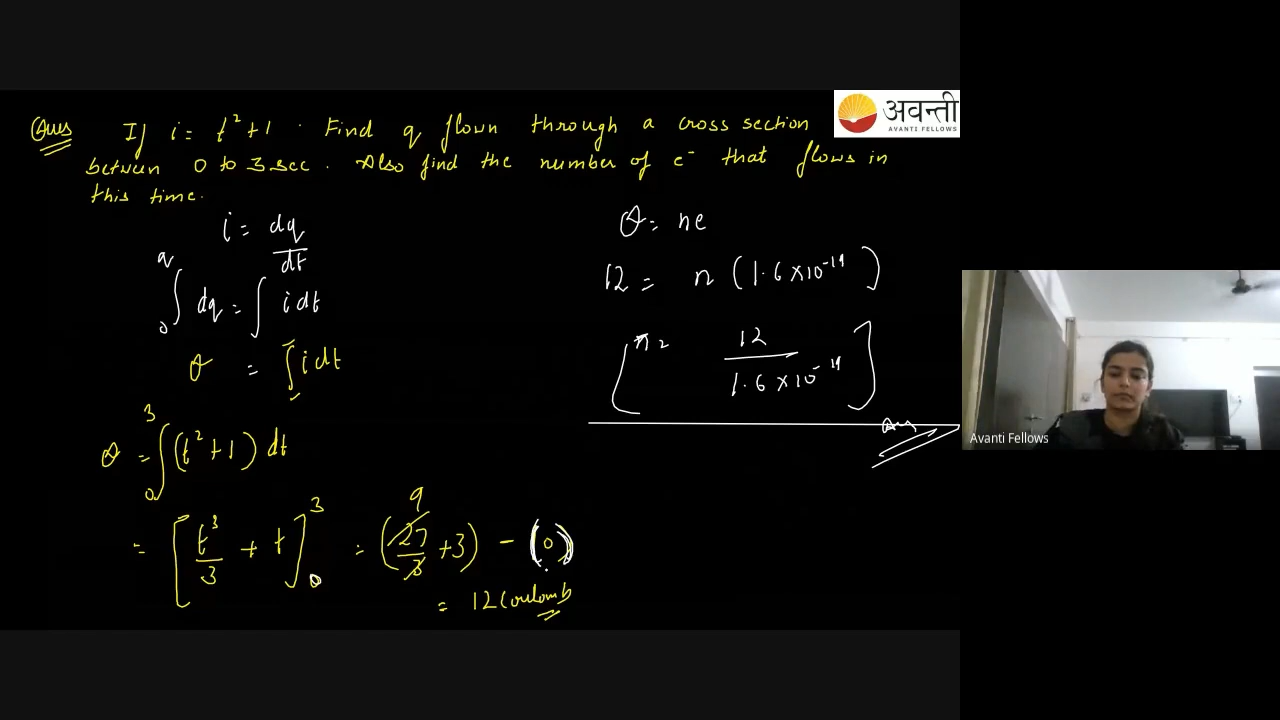 Ques If i = t² + 1 . Find q flown through a cross section
between 0 to 3 sec . Also find the number of e⁻ that flows in
this time.
अवन्ती
AVANTI FELLOWS
i = dq/dt
∫₀^q dq = ∫ i dt
Q = ∫ i dt
Q = ∫₀³ (t² + 1) dt
= [t³/3 + t]₀³ = (27/3 + 3) - (0)
9
= 12 Coulomb
Q = ne
12 = n (1.6 × 10⁻¹⁹)
[n = 12 / 1.6 × 10⁻¹⁹]
Ans
Avanti Fellows